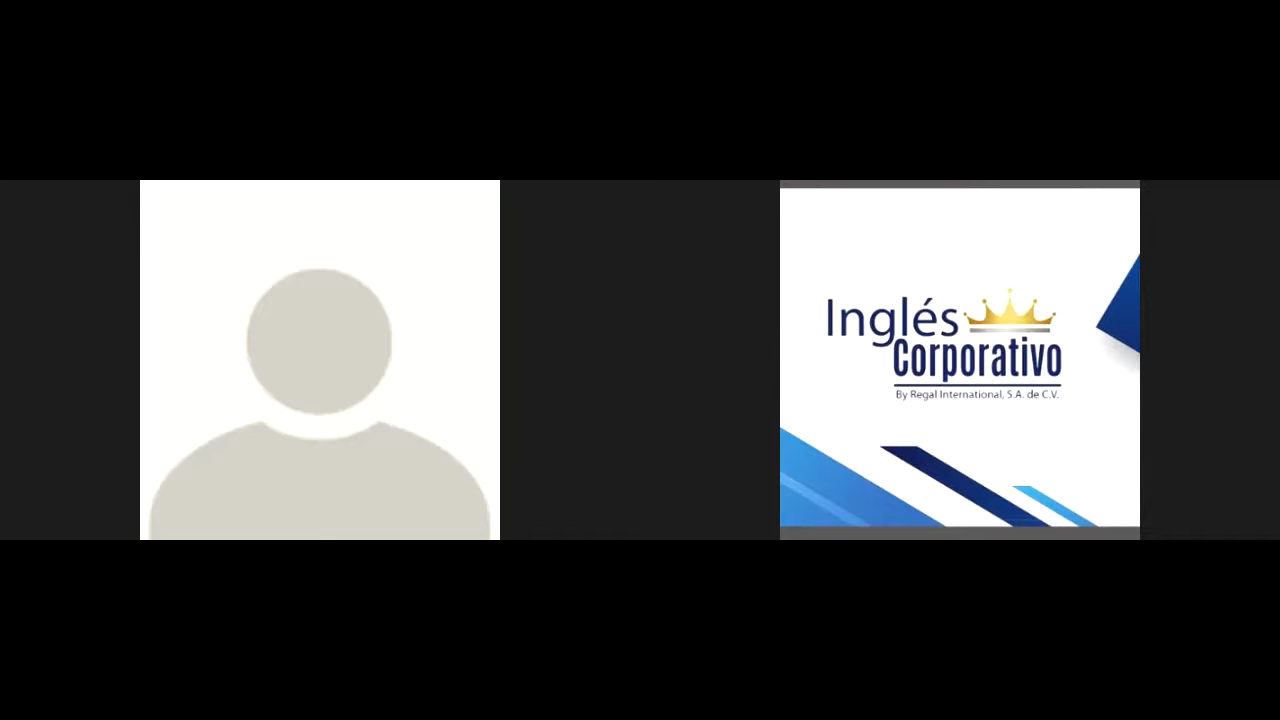 Inglés
Corporativo
By Regal International, S.A. de C.V.